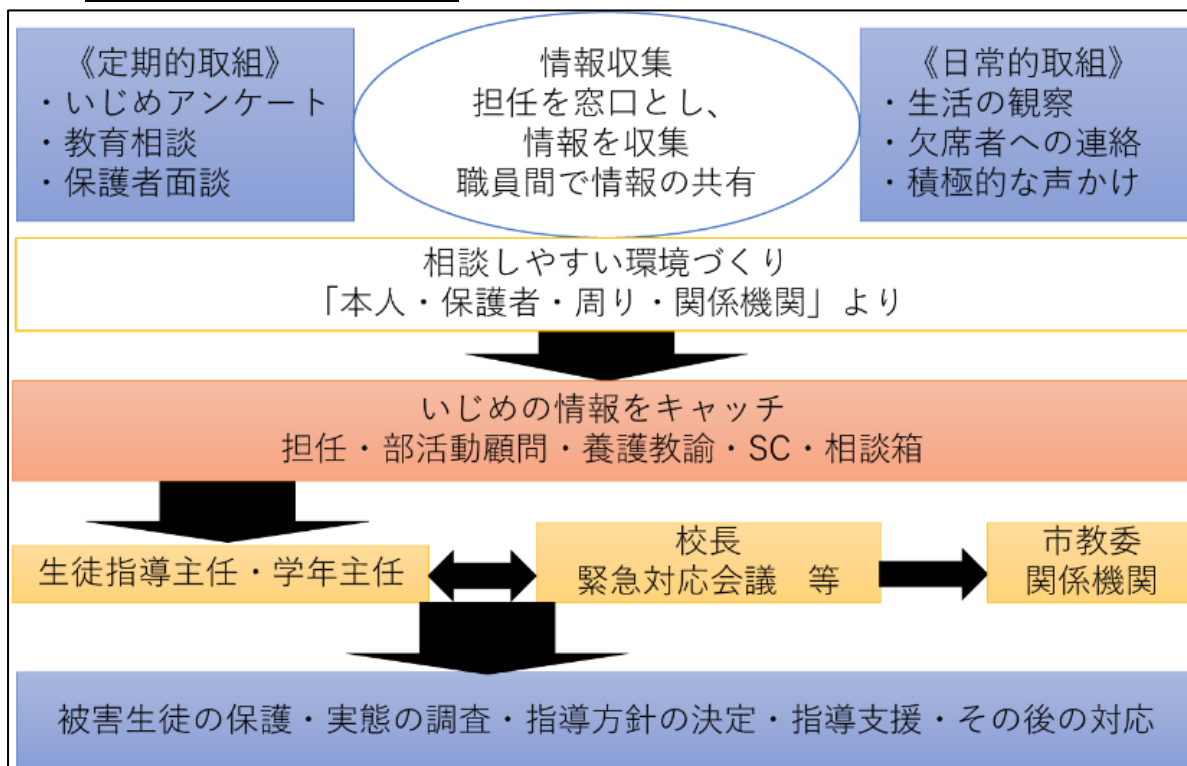 《定期的取組》
・いじめアンケート
・教育相談
・保護者面談
情報収集
担任を窓口とし、
情報を収集
職員間で情報の共有
《日常的取組》
・生活の観察
・欠席者への連絡
・積極的な声かけ
相談しやすい環境づくり
「本人・保護者・周り・関係機関」より
いじめの情報をキャッチ
担任・部活動顧問・養護教諭・SC・相談箱
生徒指導主任・学年主任
校長
緊急対応会議　等
市教委
関係機関
被害生徒の保護・実態の調査・指導方針の決定・指導支援・その後の対応